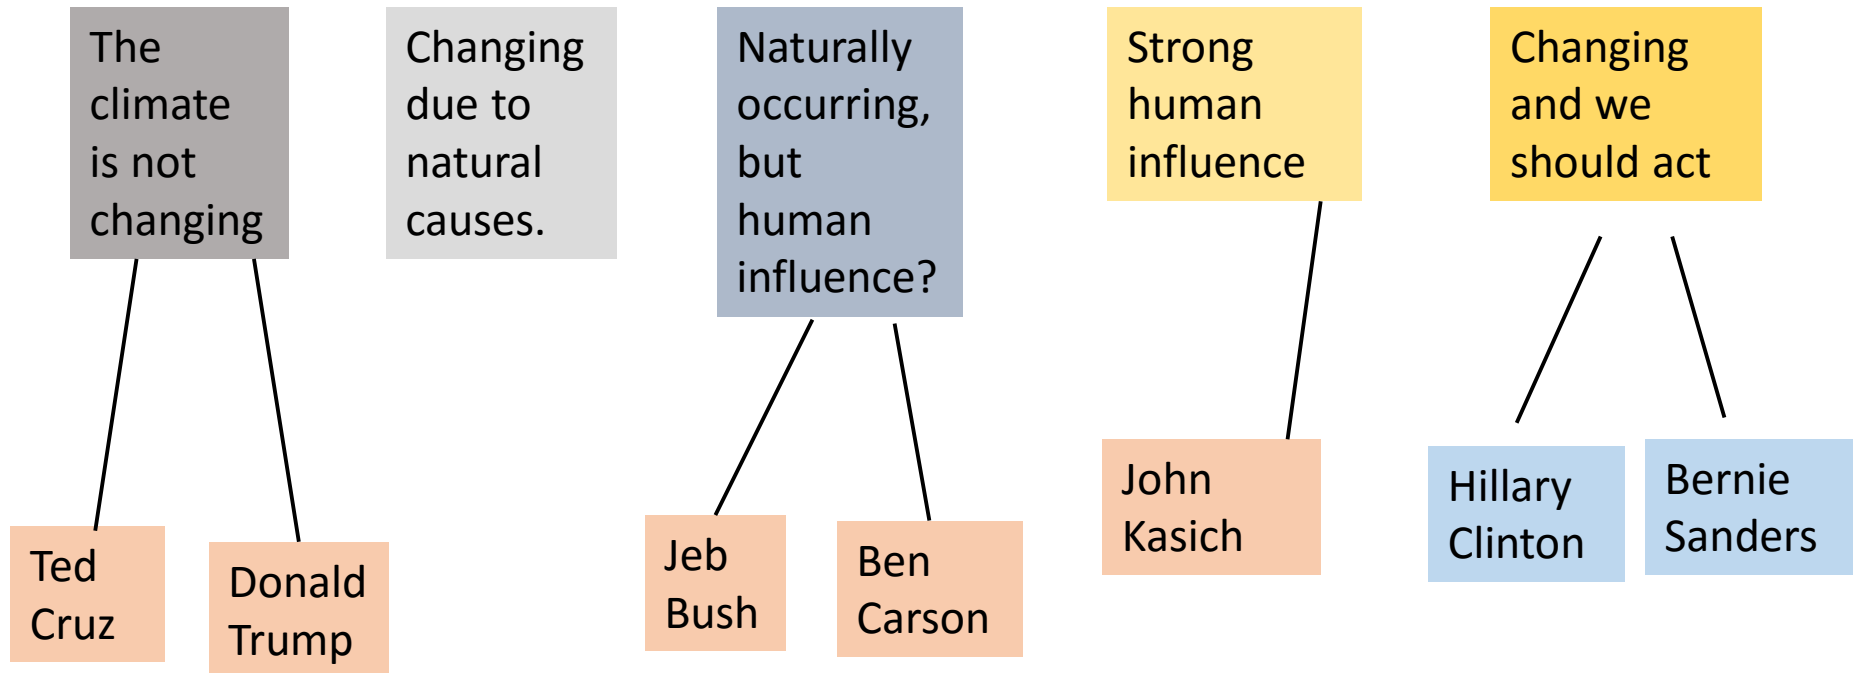 The
climate
is not
changing
Changing
due to
natural
causes.
Naturally
occurring,
but
human
influence?
Strong
human
influence
Changing
and we
should act
Ted
Cruz
Donald
Trump
Jeb
Bush
Ben
Carson
John
Kasich
Hillary
Clinton
Bernie
Sanders